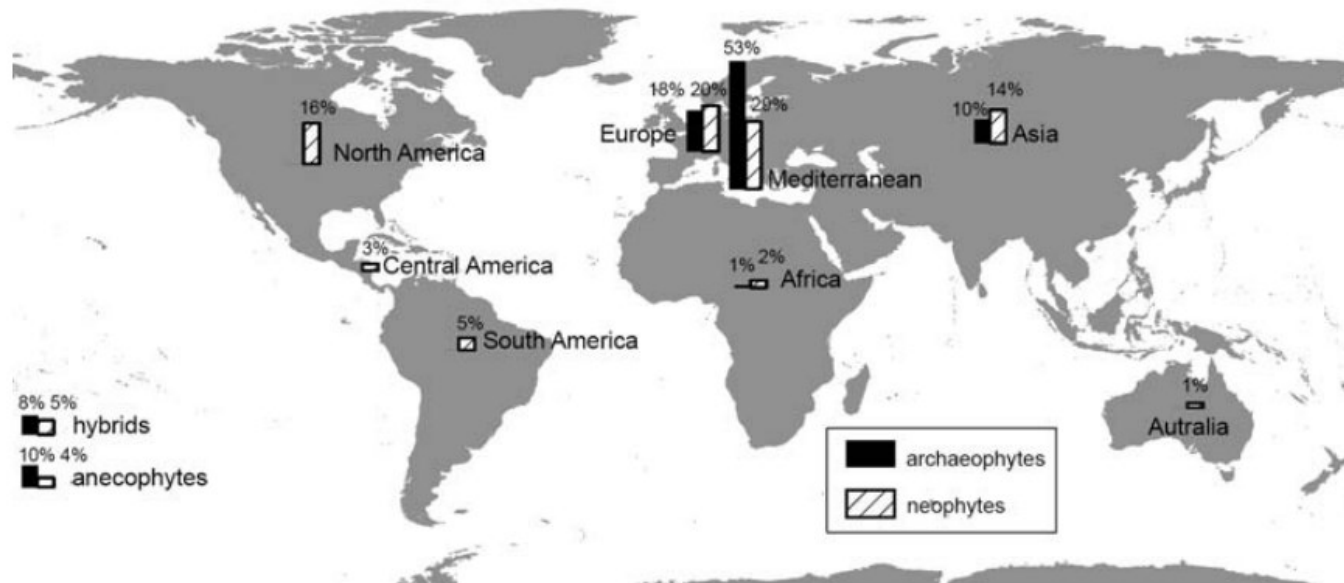 53%
18% 20%
29%
Europe
Mediterranean
16%
North America
14%
10%
Asia
3%
Central America
1% 2%
Africa
5%
South America
1%
Autralia
8% 5%
hybrids
10% 4%
anecophytes
archaeophytes
neophytes